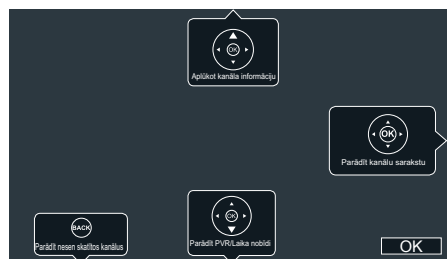 OK
Aplūkot kanāla informāciju
OK
Parādīt kanālu sarakstu
BACK
Parādīt nesen skatītos kanālus
OK
Parādīt PVR/Laika nobīdi
OK